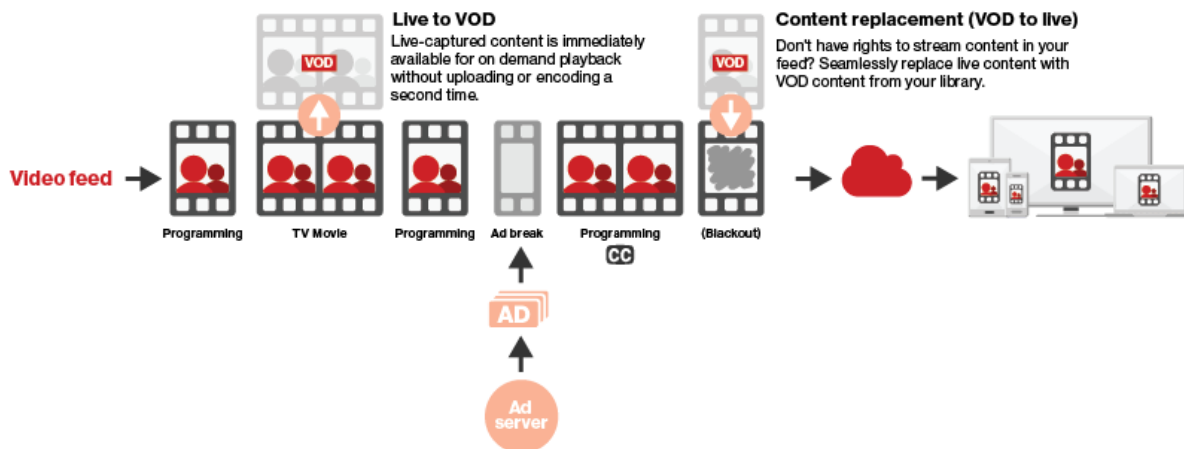 Live to VOD
Live-captured content is immediately
available for on demand playback
without uploading or encoding a
second time.
VOD
Content replacement (VOD to live)
Don't have rights to stream content in your
feed? Seamlessly replace live content with
VOD content from your library.
VOD
Video feed
Programming
TV Movie
Programming
Ad break
Programming
(Blackout)
CC
AD
Ad
server